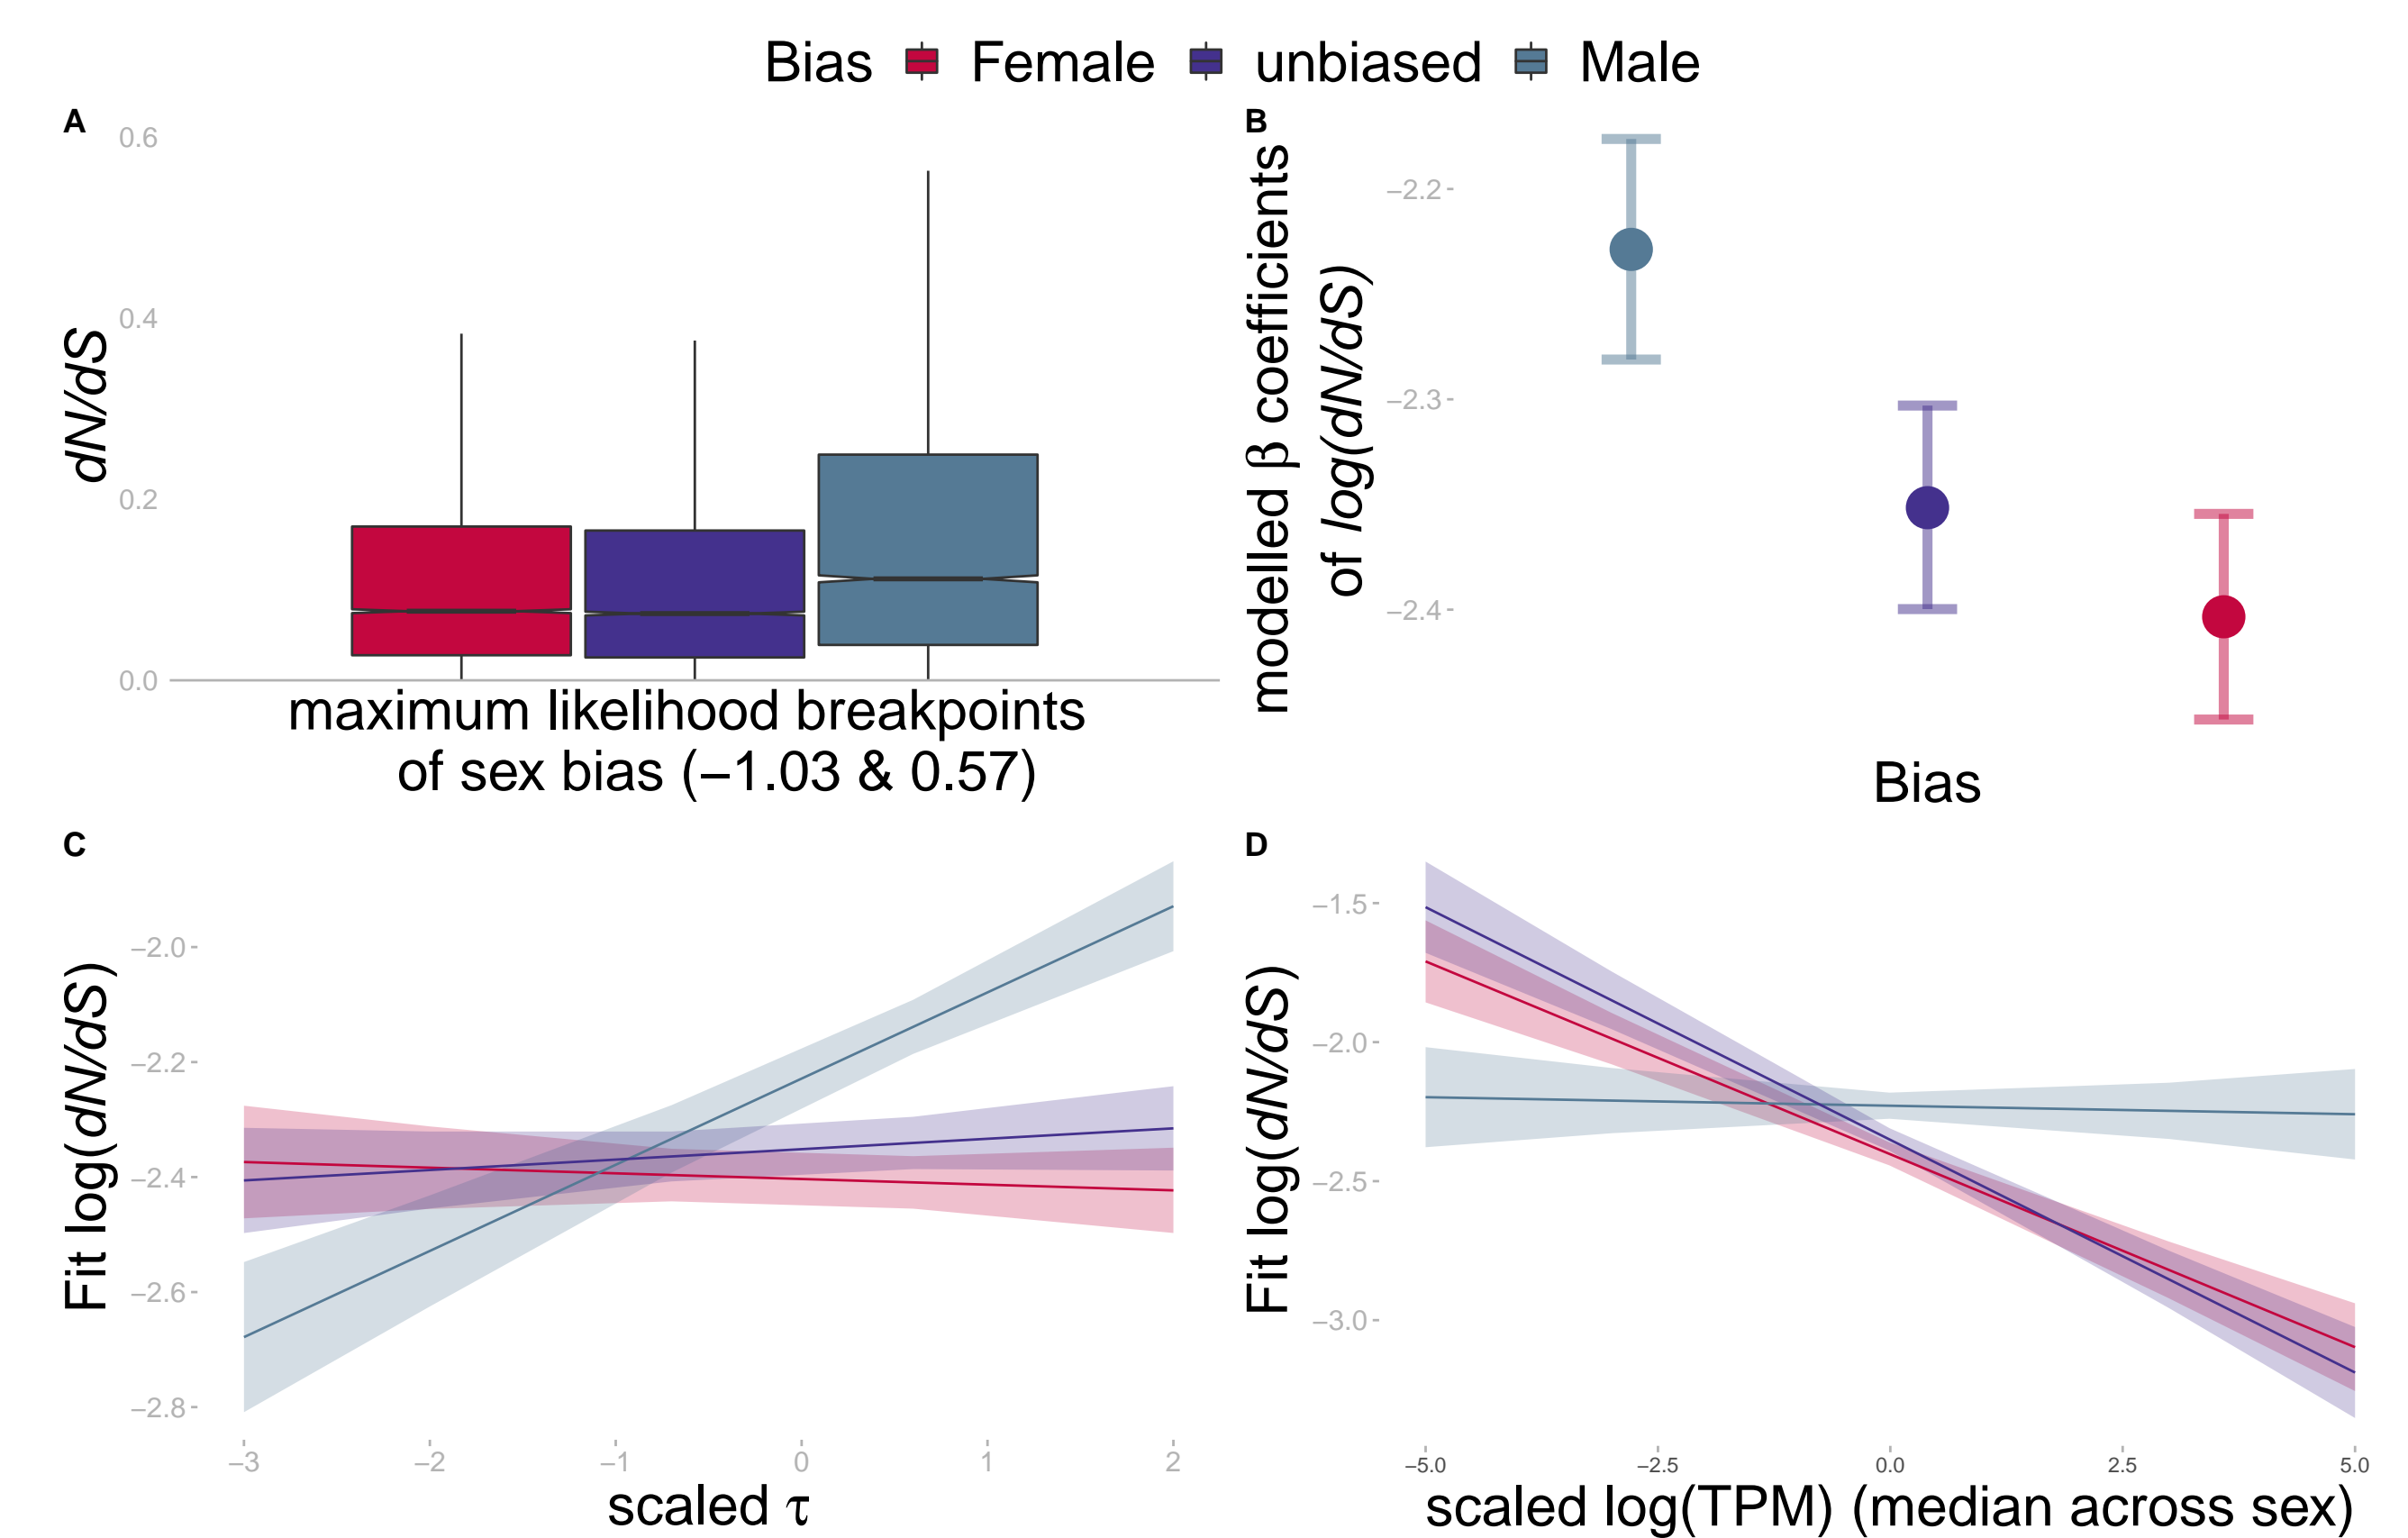 Bias Female unbiased Male
A
0.6
0.4
0.2
0.0
dN/dS
maximum likelihood breakpoints
of sex bias (−1.03 & 0.57)
B
modelled β coefficients
of log(dN/dS)
−2.2
−2.3
−2.4
Bias
C
Fit log(dN/dS)
−2.0
−2.2
−2.4
−2.6
−2.8
−3 −2 −1 0 1 2
scaled τ
D
Fit log(dN/dS)
−1.5
−2.0
−2.5
−3.0
−5.0 −2.5 0.0 2.5 5.0
scaled log(TPM) (median across sex)